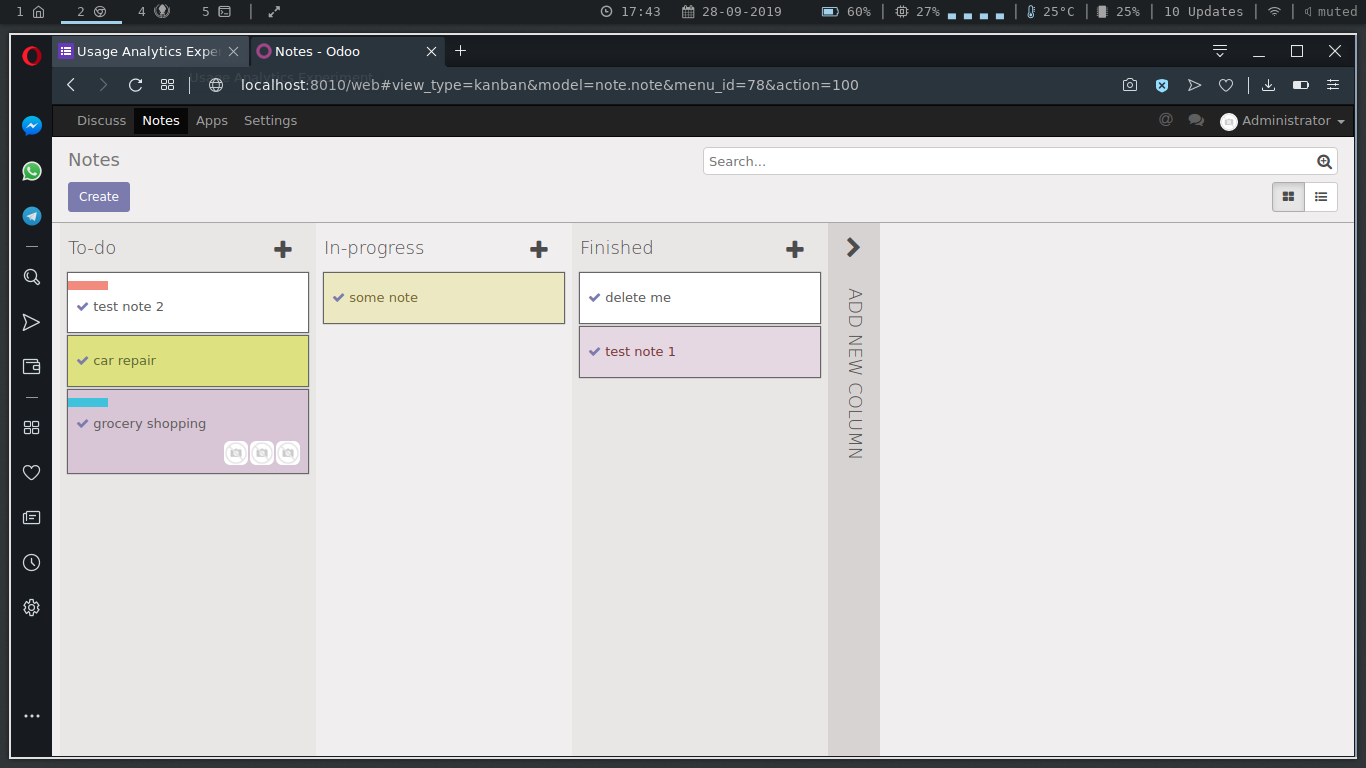 1 2 4 5 17:43 28-09-2019 60% 27% 25°C 25% 10 Updates muted
Usage Analytics Expe Notes - Odoo
localhost:8010/web#view_type=kanban&model=note.note&menu_id=78&action=100
Discuss Notes Apps Settings @ Administrator
Notes
Search...
Create
To-do
test note 2
car repair
grocery shopping
In-progress
some note
Finished
delete me
test note 1
ADD NEW COLUMN